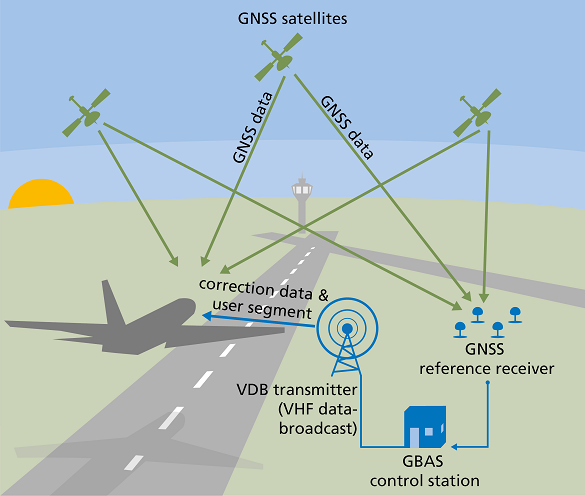 GNSS satellites
GNSS data
GNSS data
correction data &
user segment
GNSS
reference receiver
VDB transmitter
(VHF data-
broadcast)
GBAS
control station